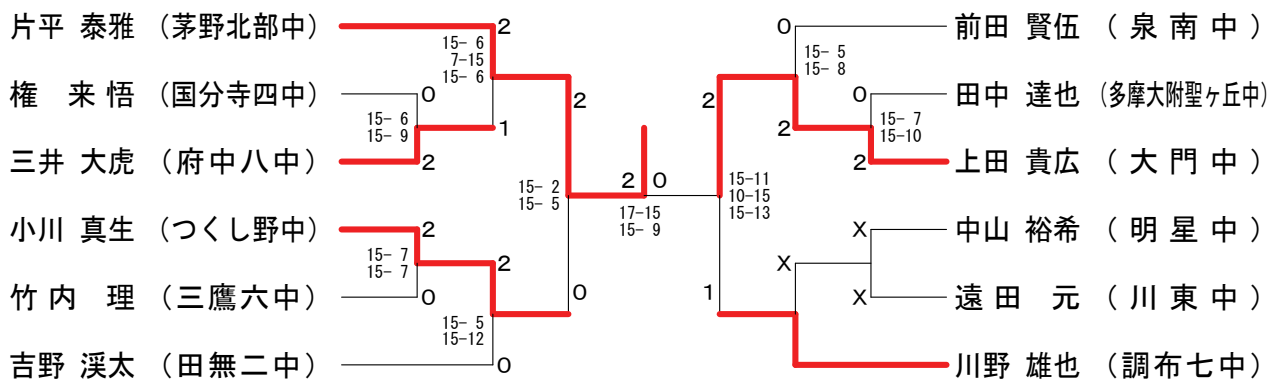 片平 泰雅 (茅野北部中)
2
15- 6
7-15
15- 6
権 来悟 (国分寺四中)
0
15- 6
15- 9
1
三井 大虎 (府中八中)
2
2
15- 2
15- 5
小川 真生 (つくし野中)
2
15- 7
15- 7
2
竹内 理 (三鷹六中)
0
0
15- 5
15-12
吉野 渓太 (田無二中)
0
2 0
17-15
15- 9
0
前田 賢伍 ( 泉南中 )
15- 5
15- 8
2
0
田中 達也 (多摩大附聖ヶ丘中)
15- 7
15-10
2
2
上田 貴広 ( 大門中 )
15-11
10-15
15-13
X
中山 裕希 ( 明星中 )
X
X
遠田 元 ( 川東中 )
1
川野 雄也 (調布七中)